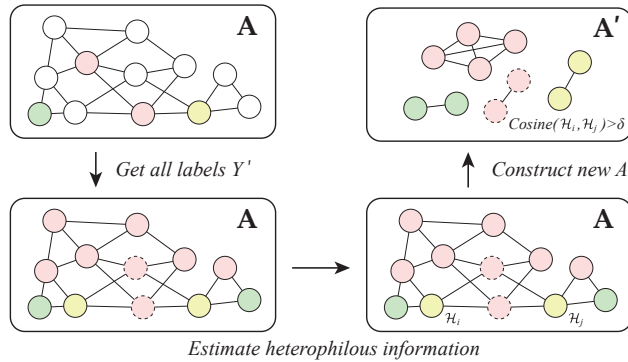 A
A'
Cosine(ℋi, ℋj)>δ
Get all labels Y'
Construct new A
A
A
ℋi
ℋj
Estimate heterophilous information